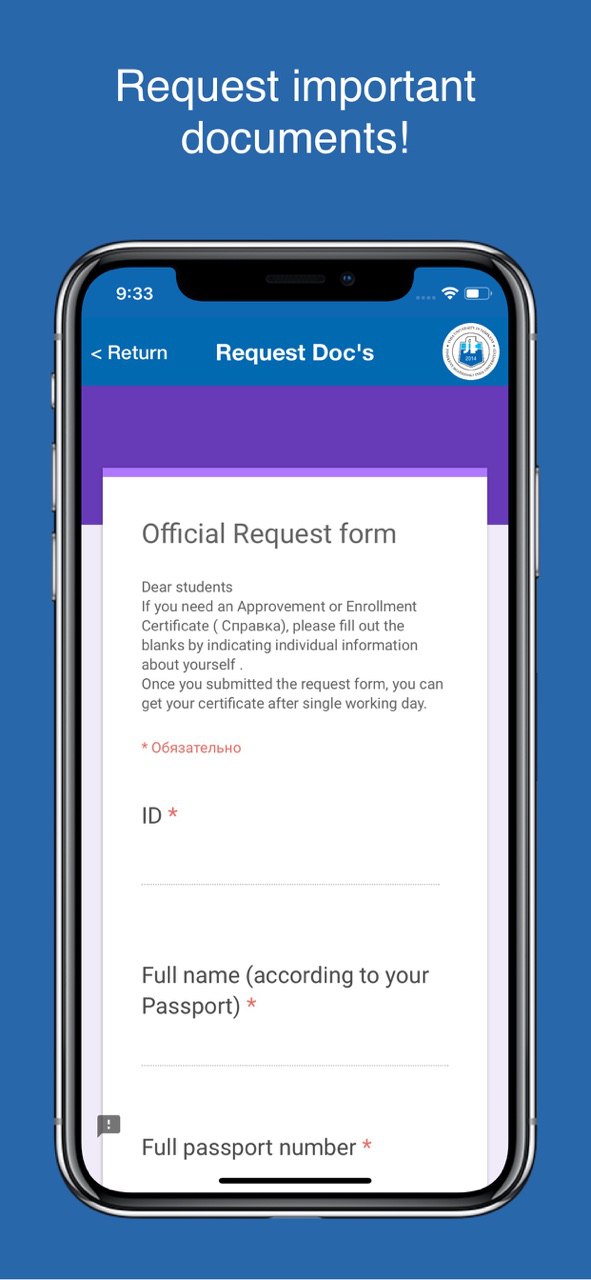 Request important
documents!
9:33
< Return
Request Doc's
2014
Official Request form
Dear students
If you need an Approvement or Enrollment
Certificate ( Справка), please fill out the
blanks by indicating individual information
about yourself .
Once you submitted the request form, you can
get your certificate after single working day.
* Обязательно
ID *
Full name (according to your
Passport) *
Full passport number *